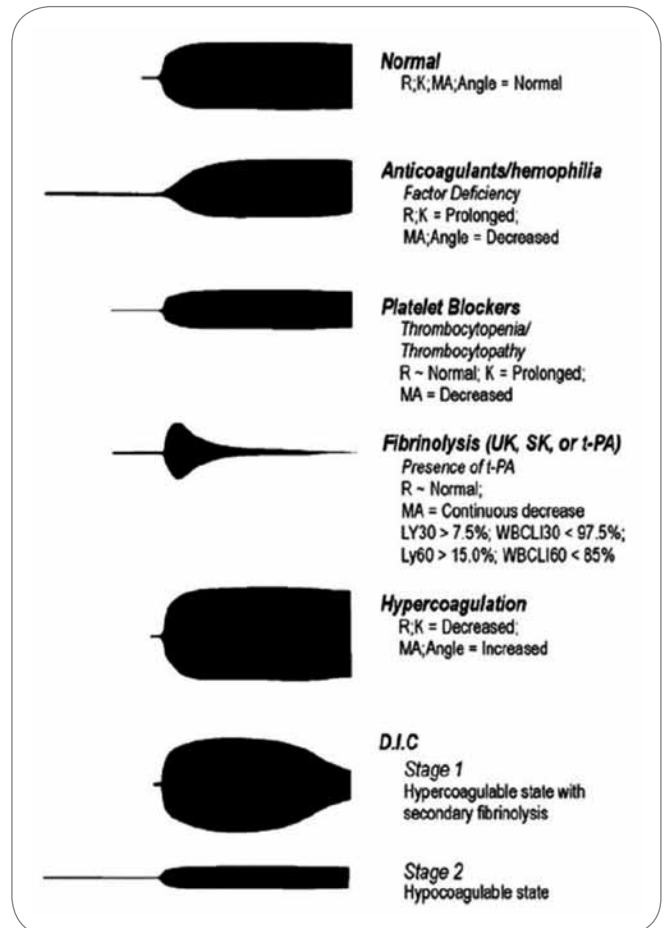 Normal
R;K;MA;Angle = Normal
Anticoagulants/hemophilia
Factor Deficiency
R;K = Prolonged;
MA;Angle = Decreased
Platelet Blockers
Thrombocytopenia/
Thrombocytopathy
R ~ Normal; K = Prolonged;
MA = Decreased
Fibrinolysis (UK, SK, or t-PA)
Presence of t-PA
R ~ Normal;
MA = Continuous decrease
LY30 > 7.5%; WBCLI30 < 97.5%;
Ly60 > 15.0%; WBCLI60 < 85%
Hypercoagulation
R;K = Decreased;
MA;Angle = Increased
D.I.C
Stage 1
Hypercoagulable state with
secondary fibrinolysis
Stage 2
Hypocoagulable state